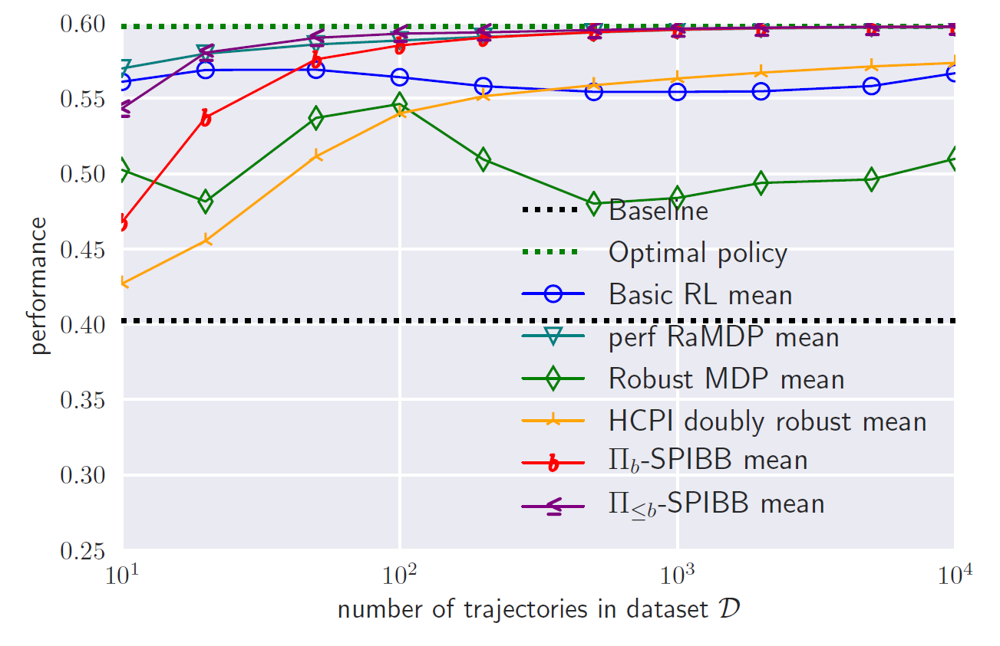 0.60
0.55
0.50
0.45
0.40
0.35
0.30
0.25
performance
Baseline
Optimal policy
Basic RL mean
perf RaMDP mean
Robust MDP mean
HCPI doubly robust mean
Π_b-SPIBB mean
Π_{≤b}-SPIBB mean
10¹ 10² 10³ 10⁴
number of trajectories in dataset 𝒟